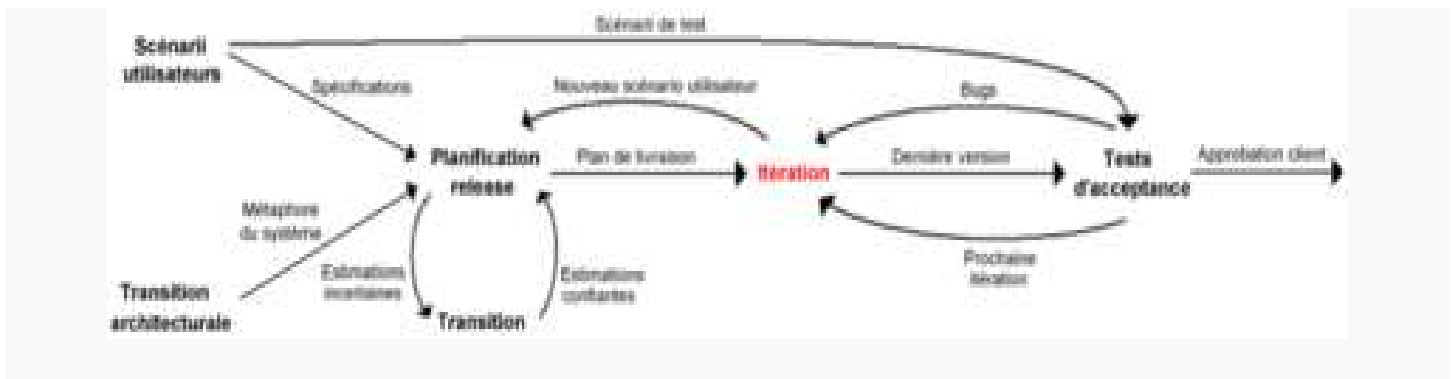 Scénarii de test
Scénarii
utilisateurs
Spécifications
Nouveau scénario utilisateur
Bugs
Planification
release
Plan de livraison
Itération
Dernière version
Tests
d'acceptance
Approbation client
Métaphore
du système
Estimations
incertaines
Estimations
confiantes
Prochaine
itération
Transition
architecturale
Transition